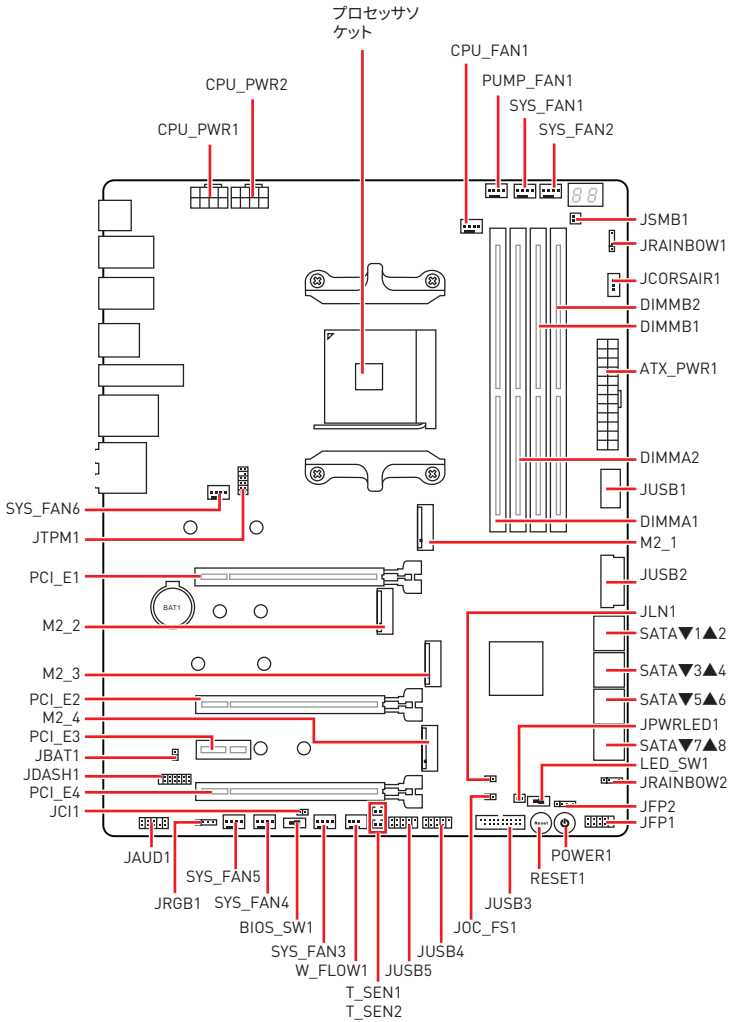 プロセッサソ
ケット
CPU_FAN1
PUMP_FAN1
SYS_FAN1
SYS_FAN2
CPU_PWR2
CPU_PWR1
88
JSMB1
JRAINBOW1
JCORSAIR1
DIMMB2
DIMMB1
ATX_PWR1
DIMMA2
JUSB1
DIMMA1
M2_1
JUSB2
JLN1
SATA▼1▲2
SATA▼3▲4
SATA▼5▲6
JPWRLED1
SATA▼7▲8
LED_SW1
JRAINBOW2
JFP2
JFP1
SYS_FAN6
JTPM1
PCI_E1
BAT1
M2_2
M2_3
PCI_E2
M2_4
PCI_E3
JBAT1
JDASH1
PCI_E4
JCI1
Reset
JAUD1
JRGB1
SYS_FAN5
SYS_FAN4
BIOS_SW1
SYS_FAN3
W_FLOW1
T_SEN1
T_SEN2
JUSB5
JUSB4
JOC_FS1
JUSB3
RESET1
POWER1